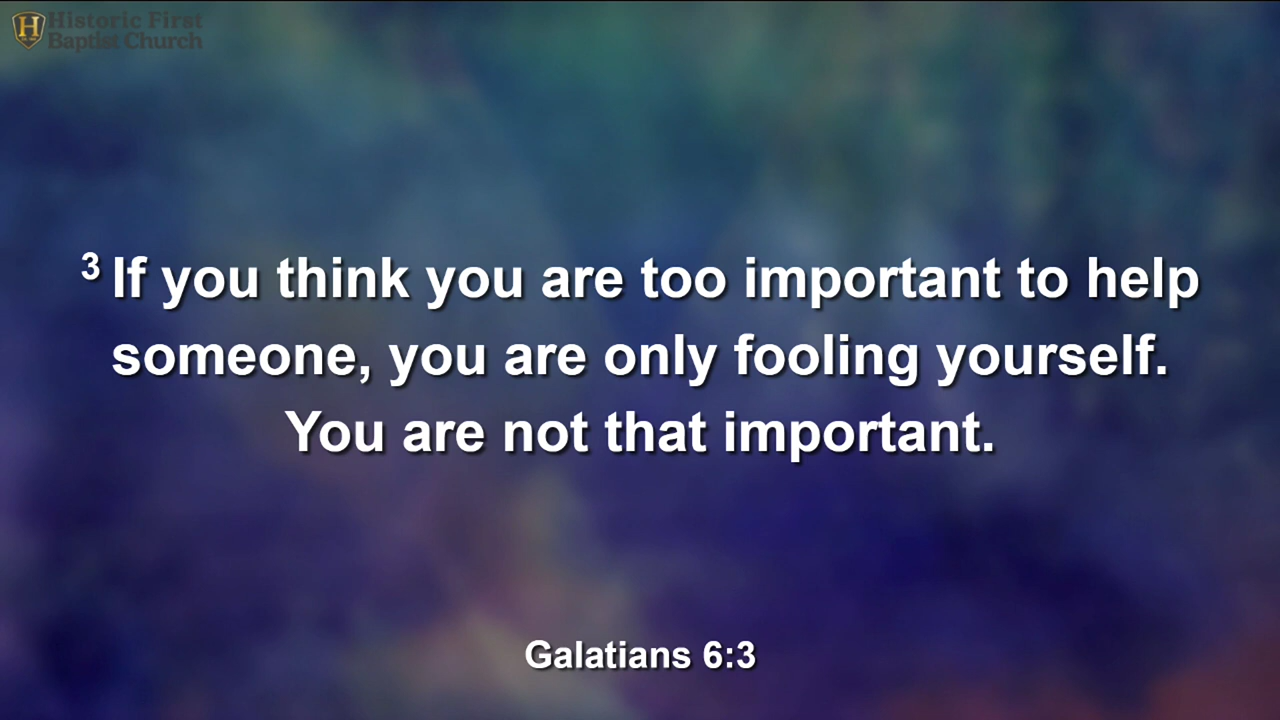 Historic First
Baptist Church
3 If you think you are too important to help
someone, you are only fooling yourself.
You are not that important.
Galatians 6:3